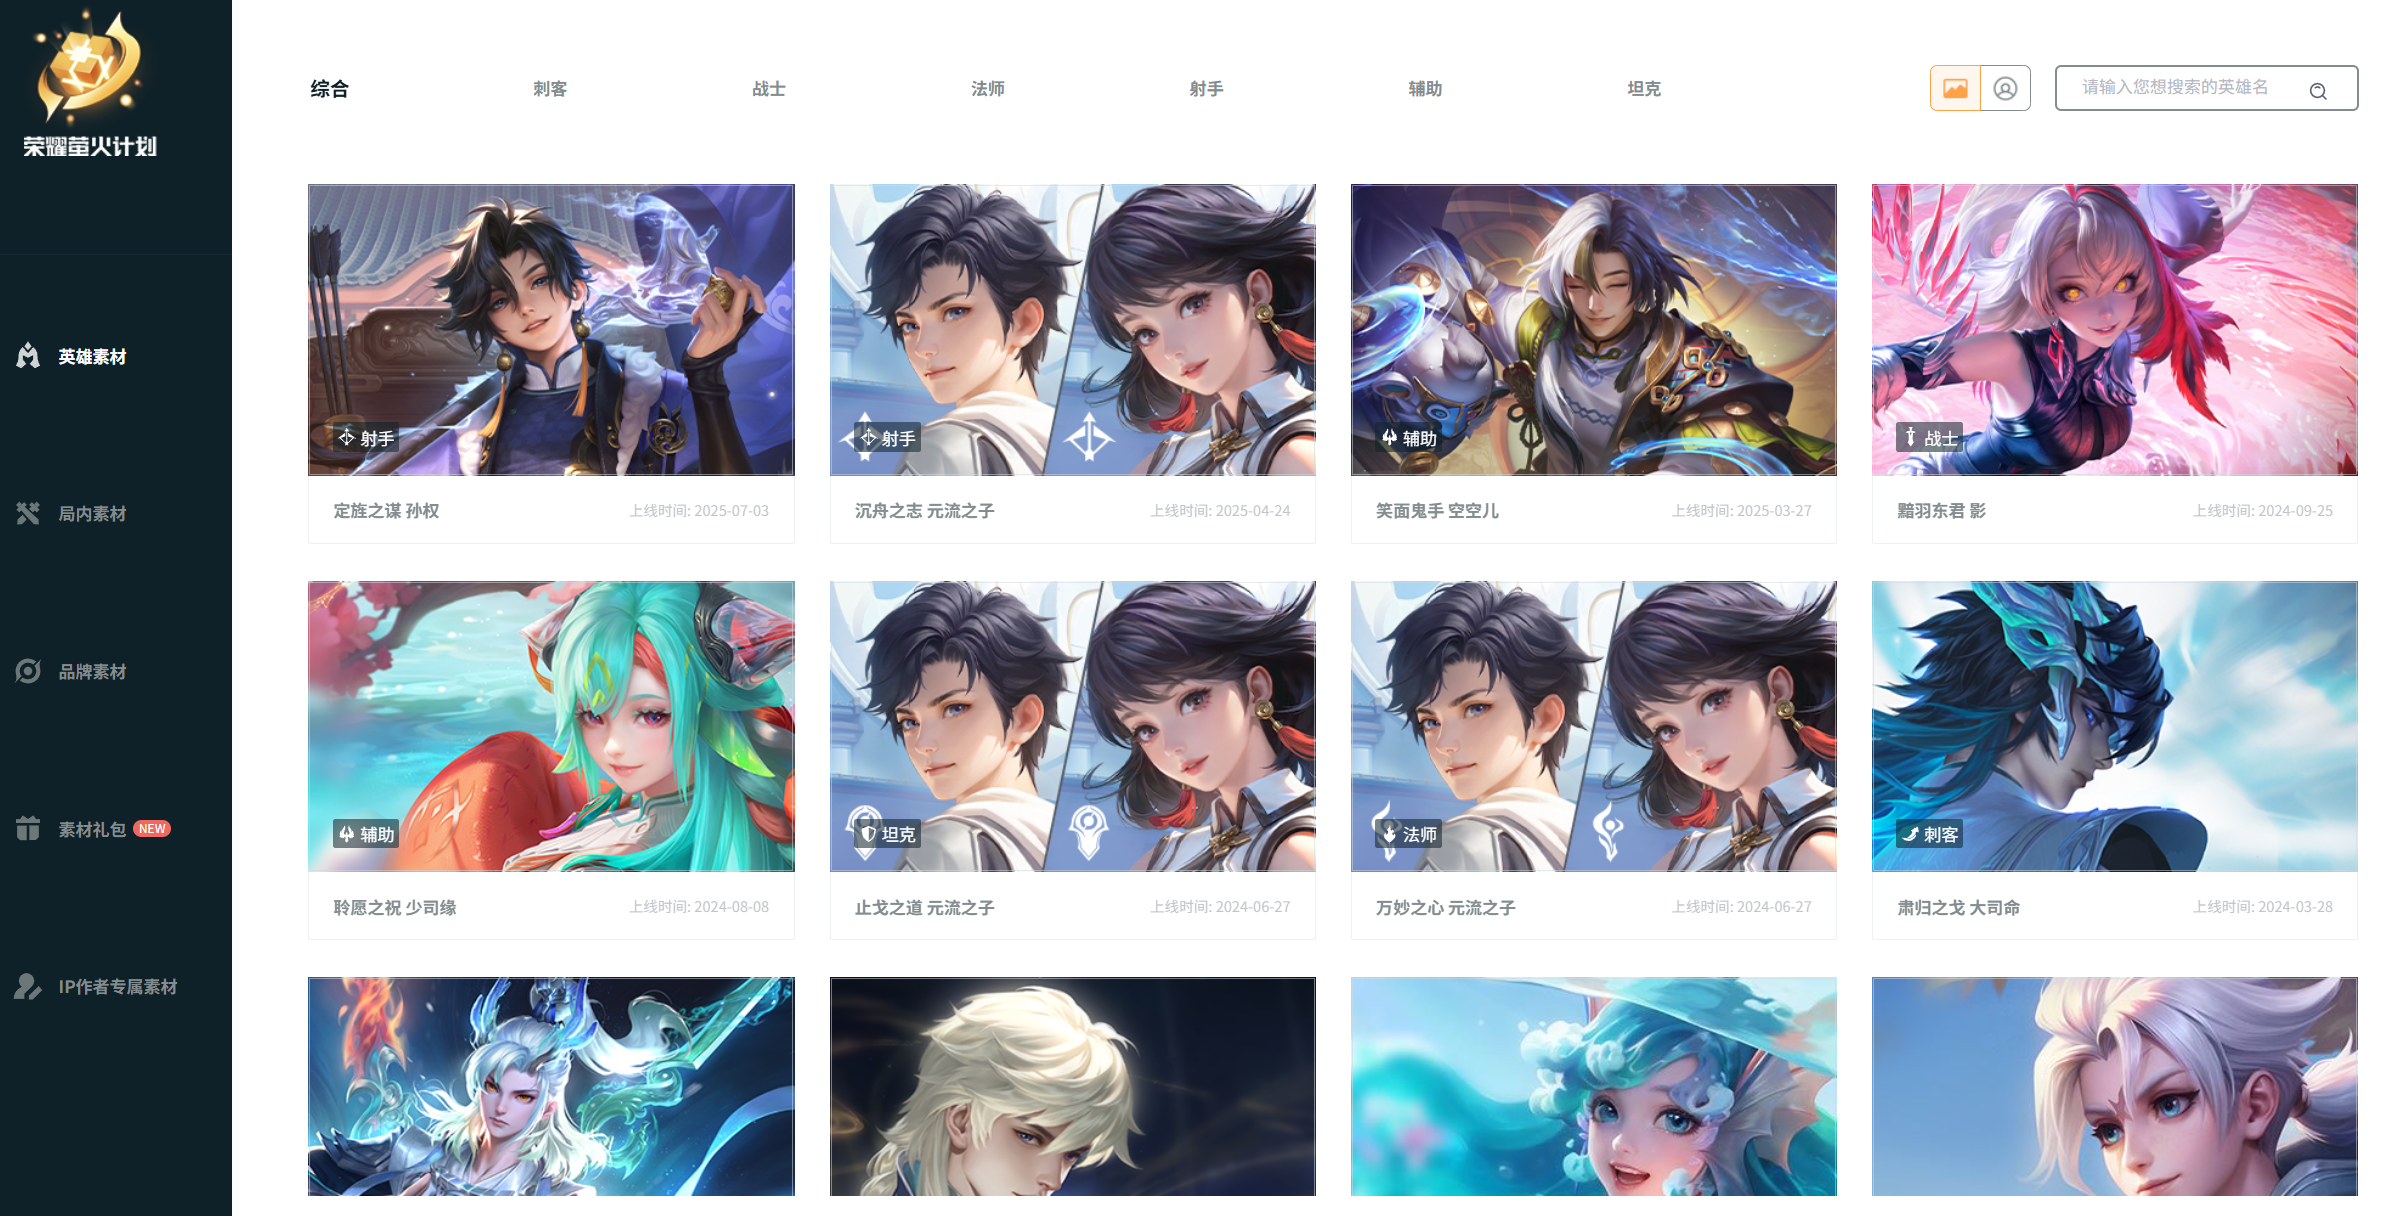 荣耀萤火计划
英雄素材
局内素材
品牌素材
素材礼包 NEW
IP作者专属素材
综合 刺客 战士 法师 射手 辅助 坦克
请输入您想搜索的英雄名
射手
定旌之谋 孙权 上线时间: 2025-07-03
射手
沉舟之志 元流之子 上线时间: 2025-04-24
辅助
笑面鬼手 空空儿 上线时间: 2025-03-27
战士
黯羽东君 影 上线时间: 2024-09-25
辅助
聆愿之祝 少司缘 上线时间: 2024-08-08
坦克
止戈之道 元流之子 上线时间: 2024-06-27
法师
万妙之心 元流之子 上线时间: 2024-06-27
刺客
肃归之戈 大司命 上线时间: 2024-03-28